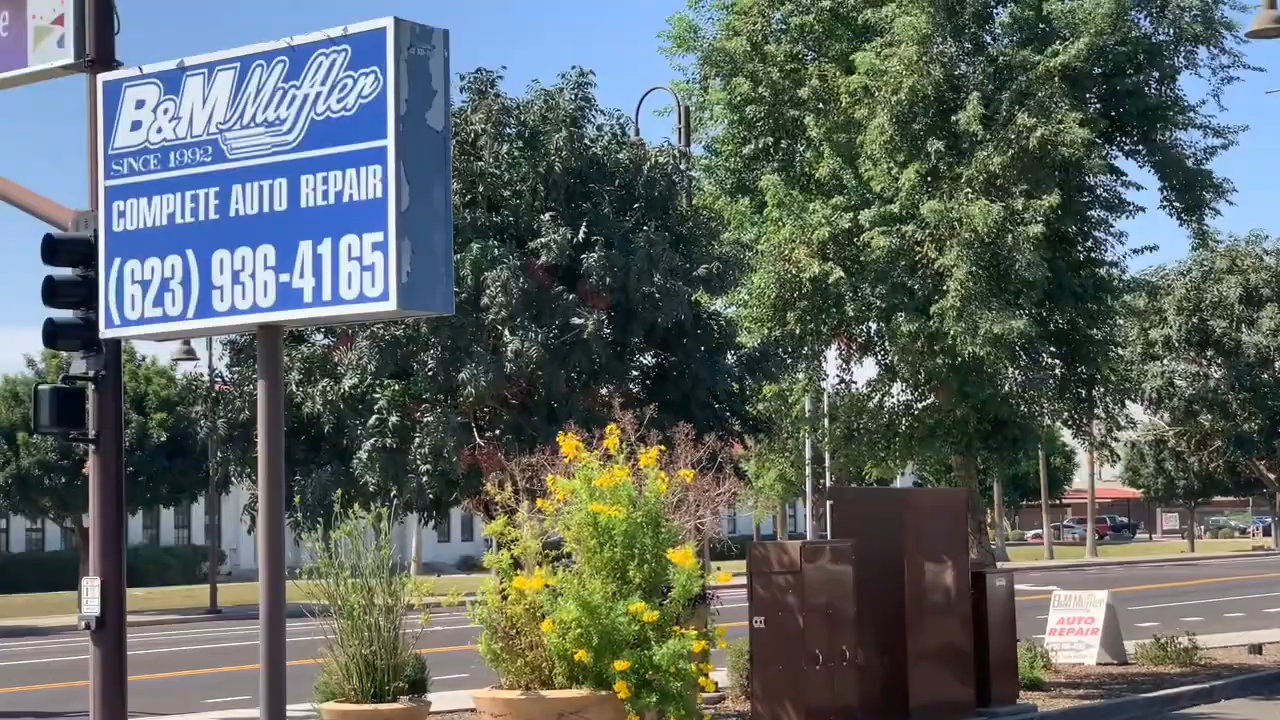 B&M Muffler
SINCE 1992
COMPLETE AUTO REPAIR
(623) 936-4165
B&M Muffler
AUTO
REPAIR